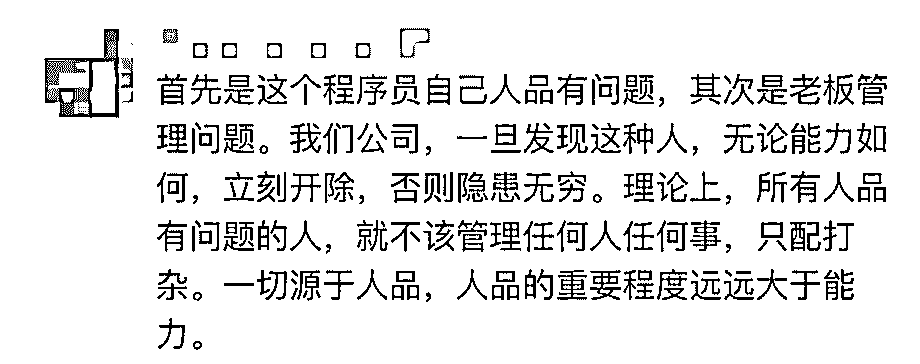 首先是这个程序员自己人品有问题，其次是老板管
理问题。我们公司，一旦发现这种人，无论能力如
何，立刻开除，否则隐患无穷。理论上，所有人品
有问题的人，就不该管理任何人任何事，只配打
杂。一切源于人品，人品的重要程度远远大于能
力。